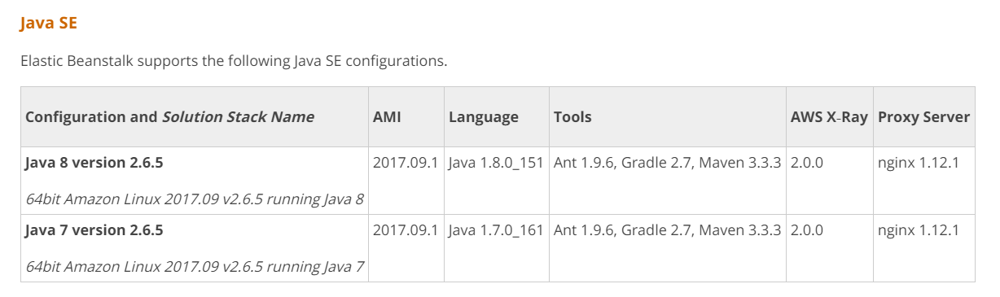 Java SE
Elastic Beanstalk supports the following Java SE configurations.
Configuration and Solution Stack Name AMI Language Tools AWS X-Ray Proxy Server
Java 8 version 2.6.5 2017.09.1 Java 1.8.0_151 Ant 1.9.6, Gradle 2.7, Maven 3.3.3 2.0.0 nginx 1.12.1
64bit Amazon Linux 2017.09 v2.6.5 running Java 8
Java 7 version 2.6.5 2017.09.1 Java 1.7.0_161 Ant 1.9.6, Gradle 2.7, Maven 3.3.3 2.0.0 nginx 1.12.1
64bit Amazon Linux 2017.09 v2.6.5 running Java 7